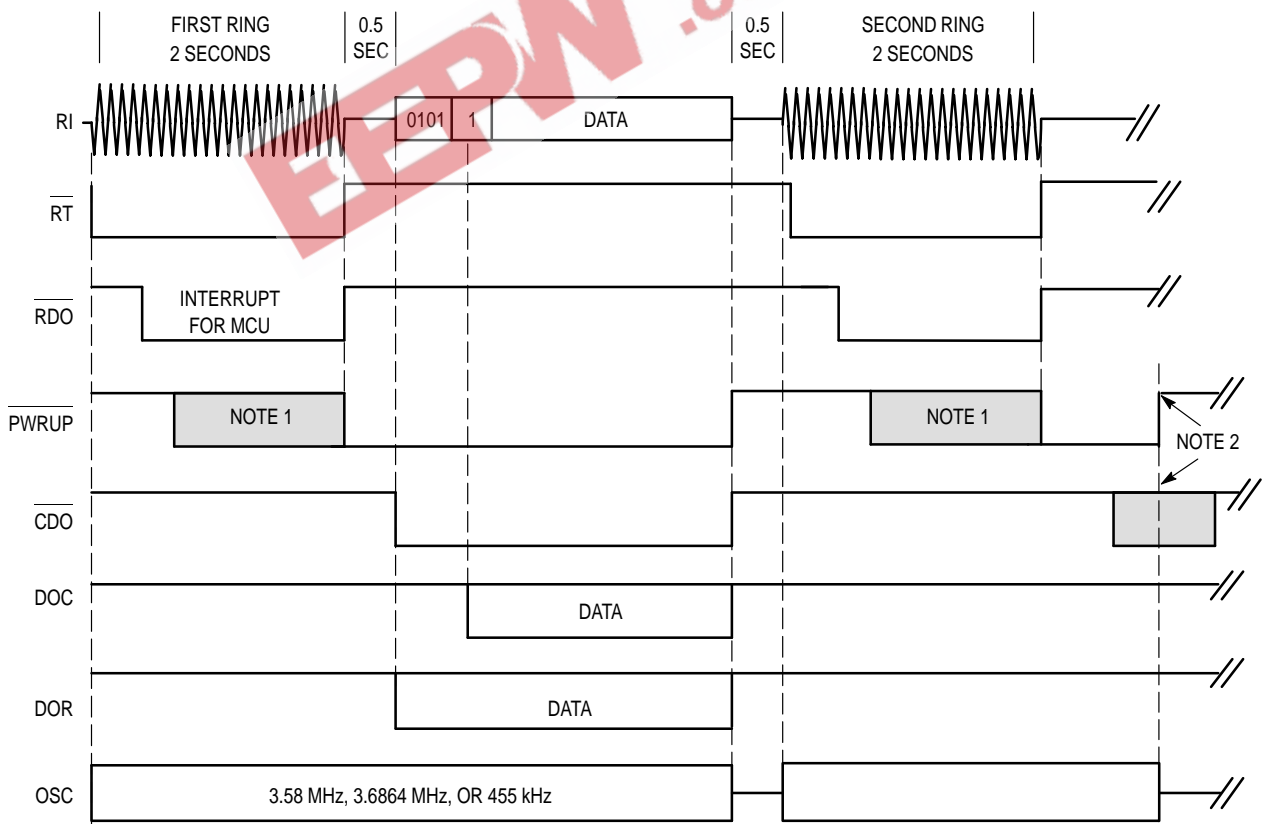 FIRST RING
2 SECONDS
0.5
SEC
0.5
SEC
SECOND RING
2 SECONDS
EEPW
RI
0101
1
DATA
RT
RDO
INTERRUPT
FOR MCU
PWRUP
NOTE 1
NOTE 1
NOTE 2
CDO
DOC
DATA
DOR
DATA
OSC
3.58 MHz, 3.6864 MHz, OR 455 kHz